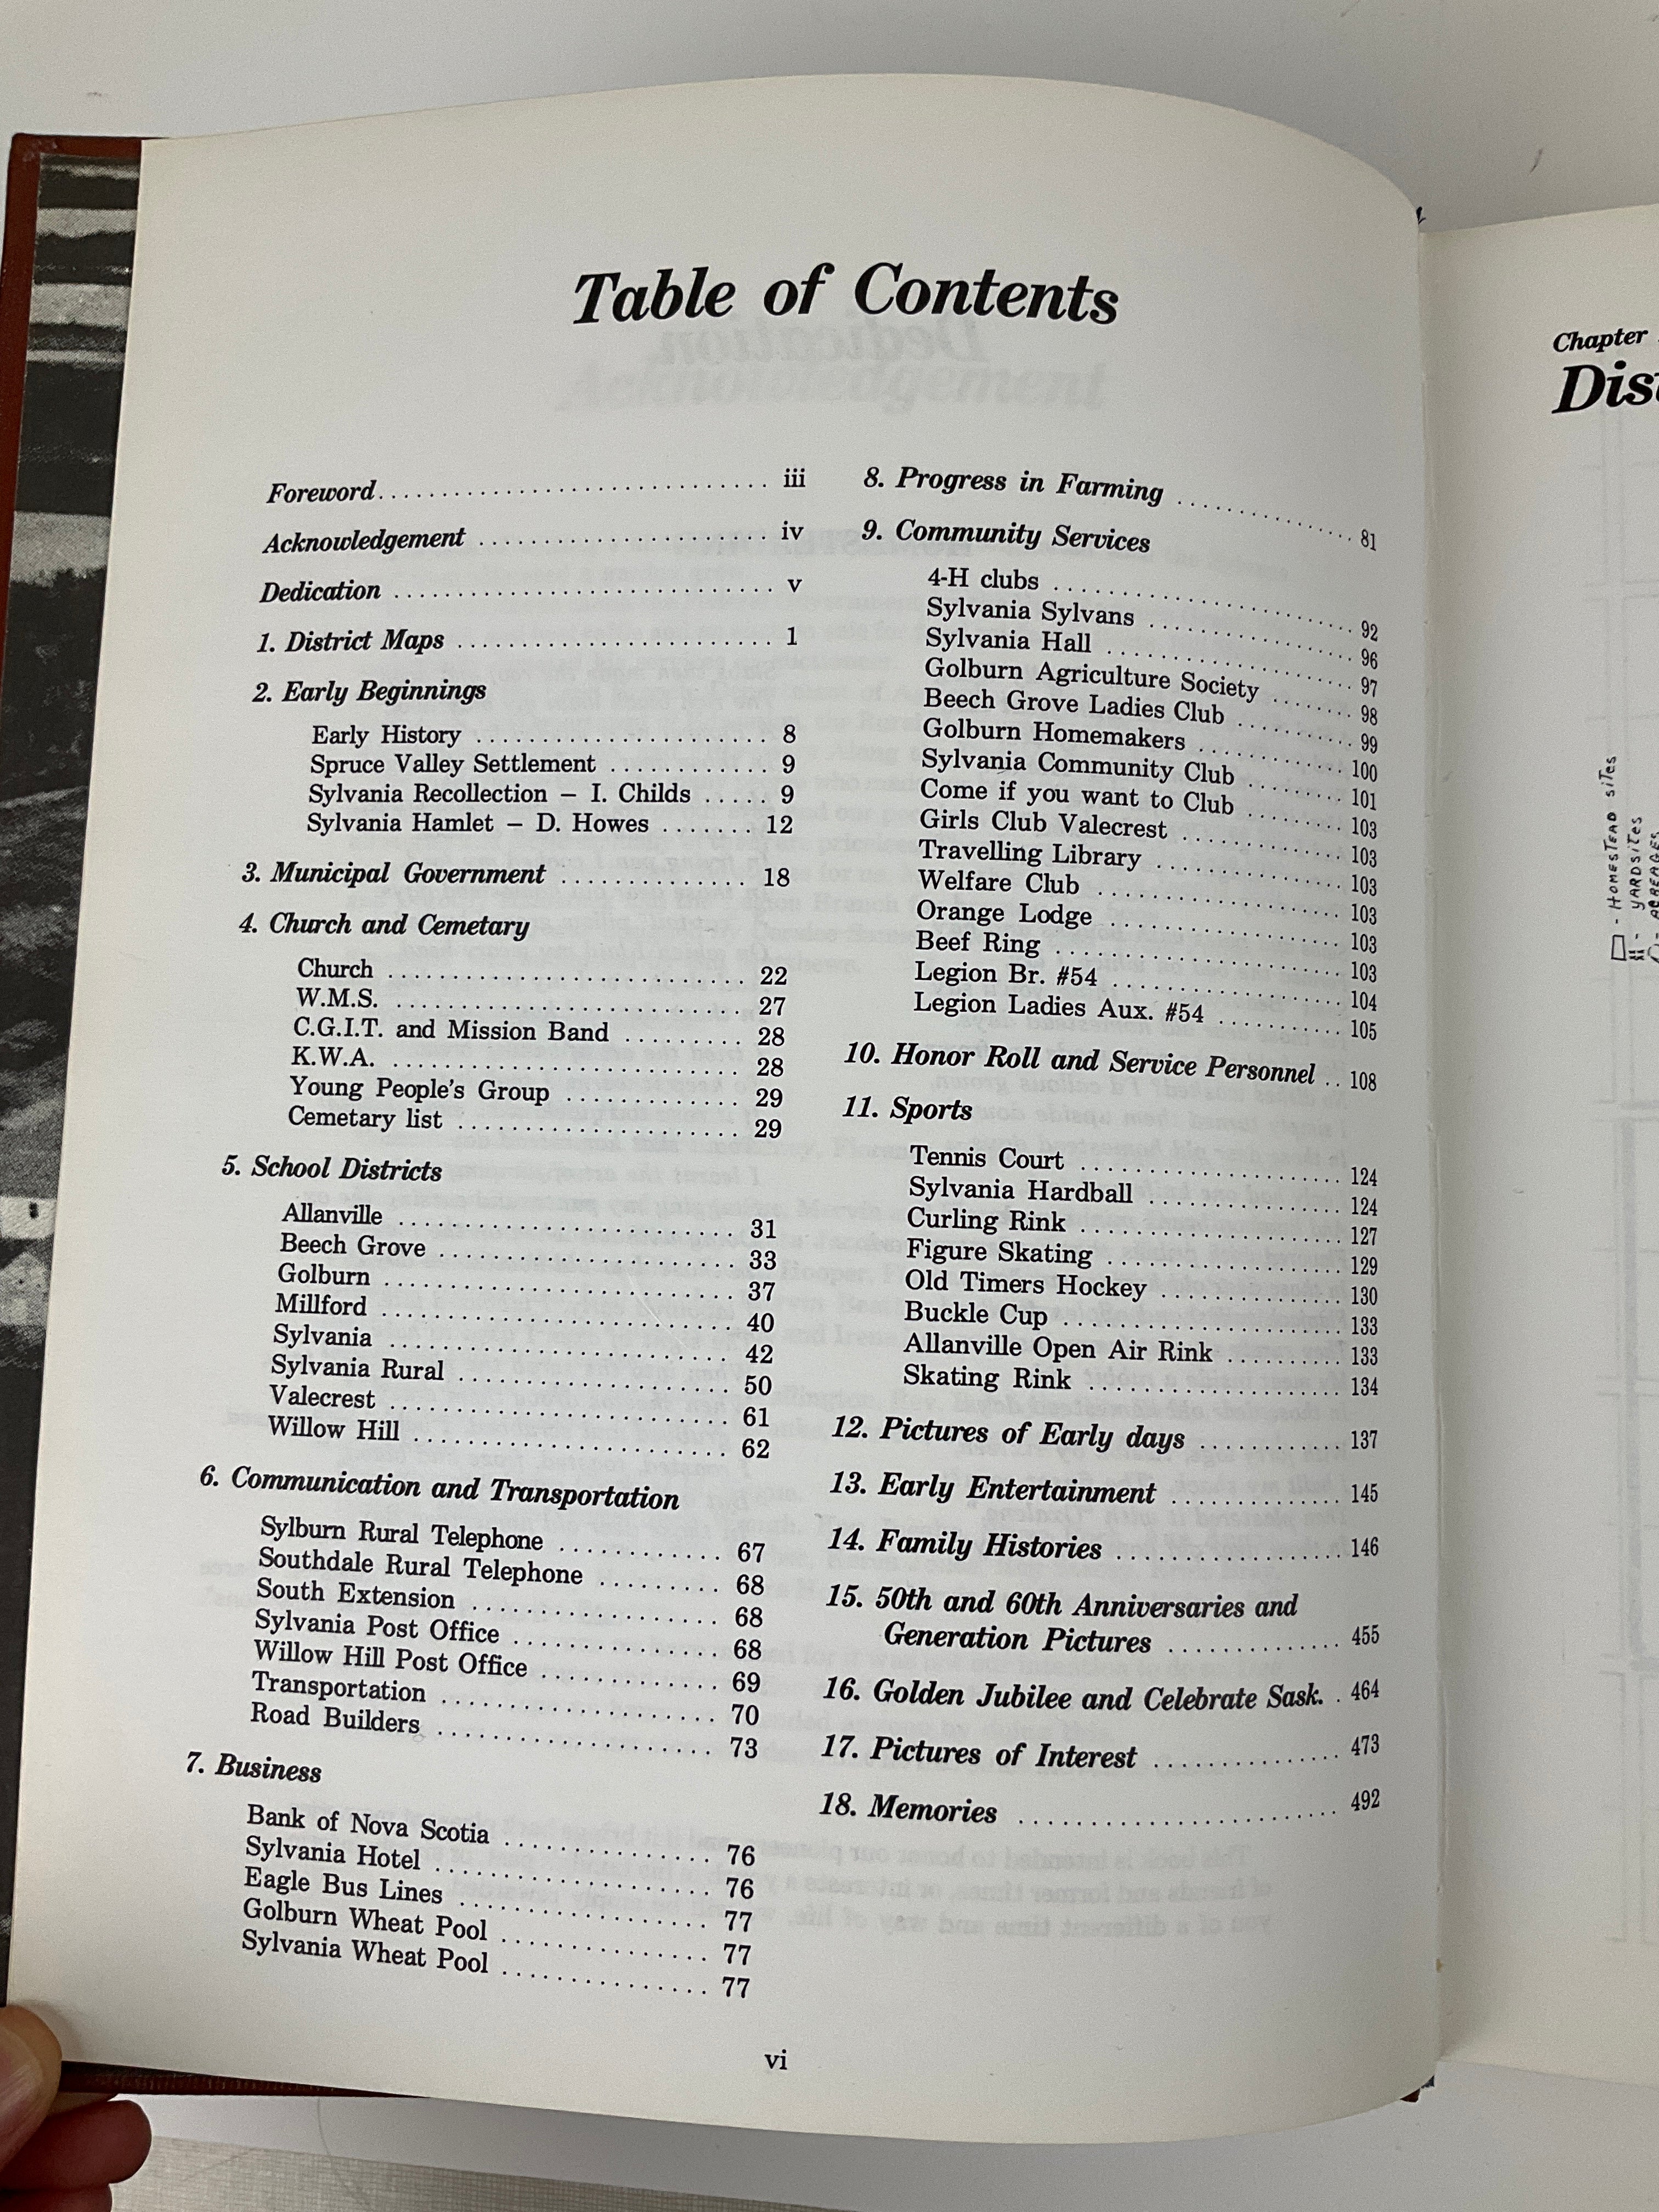 Table of Contents
Foreword ............................. iii
Acknowledgement ...................... iv
Dedication ............................ v
1. District Maps ........................ 1
2. Early Beginnings
Early History ...................... 8
Spruce Valley Settlement ............ 9
Sylvania Recollection – I. Childs ..... 9
Sylvania Hamlet – D. Howes ....... 12
3. Municipal Government .............. 18
4. Church and Cemetary
Church ........................... 22
W.M.S. .......................... 27
C.G.I.T. and Mission Band ......... 28
K.W.A. .......................... 28
Young People's Group ............. 29
Cemetary list ..................... 29
5. School Districts
Allanville ......................... 31
Beech Grove ...................... 33
Golburn .......................... 37
Millford .......................... 40
Sylvania .......................... 42
Sylvania Rural .................... 50
Valecrest ......................... 61
Willow Hill ....................... 62
6. Communication and Transportation
Sylburn Rural Telephone ............ 67
Southdale Rural Telephone ......... 68
South Extension ................... 68
Sylvania Post Office ............... 68
Willow Hill Post Office ............. 69
Transportation .................... 70
Road Builders ..................... 73
7. Business
Bank of Nova Scotia ............... 76
Sylvania Hotel .................... 76
Eagle Bus Lines ................... 77
Golburn Wheat Pool ............... 77
Sylvania Wheat Pool ............... 77
8. Progress in Farming ................. 81
9. Community Services
4-H clubs .......................... 92
Sylvania Sylvans .................... 96
Sylvania Hall ....................... 97
Golburn Agriculture Society ........ 98
Beech Grove Ladies Club ........... 99
Golburn Homemakers .............. 100
Sylvania Community Club ......... 101
Come if you want to Club ......... 103
Girls Club Valecrest ............... 103
Travelling Library ................. 103
Welfare Club ...................... 103
Orange Lodge ..................... 103
Beef Ring ......................... 103
Legion Br. #54 .................... 104
Legion Ladies Aux. #54 ........... 105
10. Honor Roll and Service Personnel .. 108
11. Sports
Tennis Court ...................... 124
Sylvania Hardball ................. 124
Curling Rink ...................... 127
Figure Skating .................... 129
Old Timers Hockey ................ 130
Buckle Cup ....................... 133
Allanville Open Air Rink .......... 133
Skating Rink ...................... 134
12. Pictures of Early days ............. 137
13. Early Entertainment ............... 145
14. Family Histories ................... 146
15. 50th and 60th Anniversaries and
Generation Pictures ............... 455
16. Golden Jubilee and Celebrate Sask. . 464
17. Pictures of Interest ................ 473
18. Memories .......................... 492
vi
Chapter
Dist
- HOMESTEAD SITES
- YARDSITES
- ACREAGES